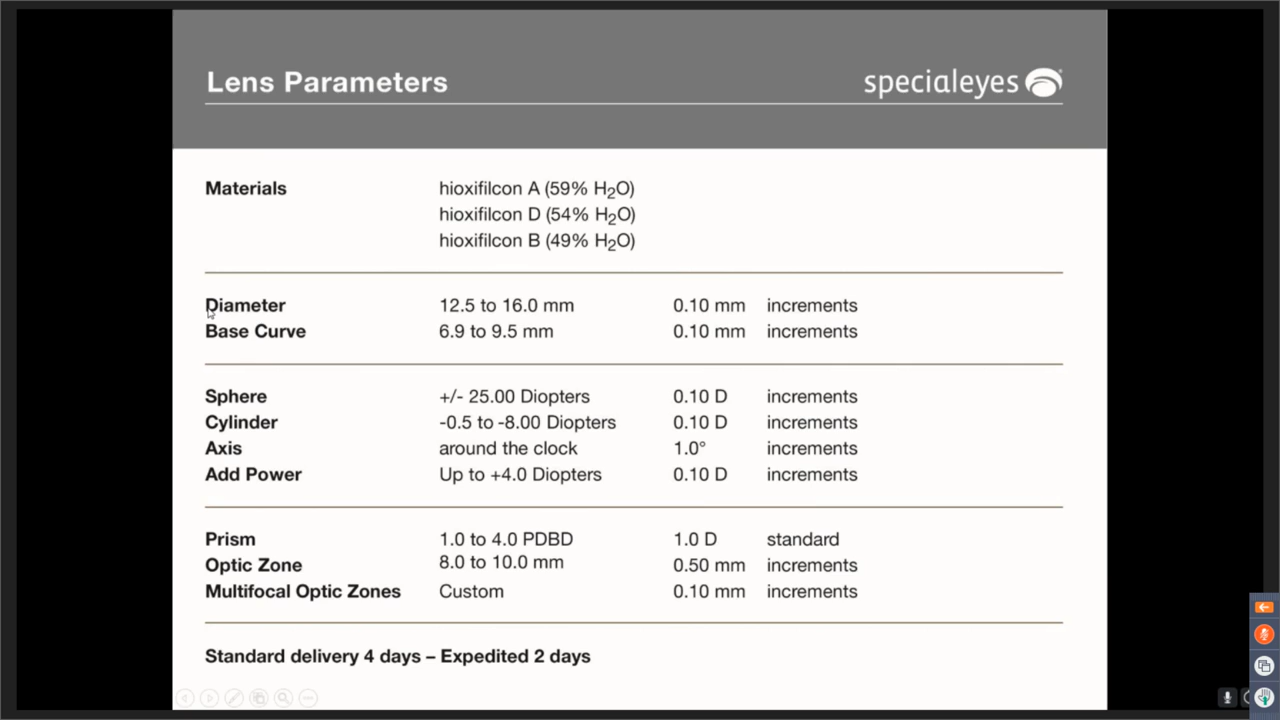 Lens Parameters
specialeyes
Materials hioxifilcon A (59% H₂O)
hioxifilcon D (54% H₂O)
hioxifilcon B (49% H₂O)
Diameter 12.5 to 16.0 mm 0.10 mm increments
Base Curve 6.9 to 9.5 mm 0.10 mm increments
Sphere +/- 25.00 Diopters 0.10 D increments
Cylinder -0.5 to -8.00 Diopters 0.10 D increments
Axis around the clock 1.0° increments
Add Power Up to +4.0 Diopters 0.10 D increments
Prism 1.0 to 4.0 PDBD 1.0 D standard
Optic Zone 8.0 to 10.0 mm 0.50 mm increments
Multifocal Optic Zones Custom 0.10 mm increments
Standard delivery 4 days – Expedited 2 days